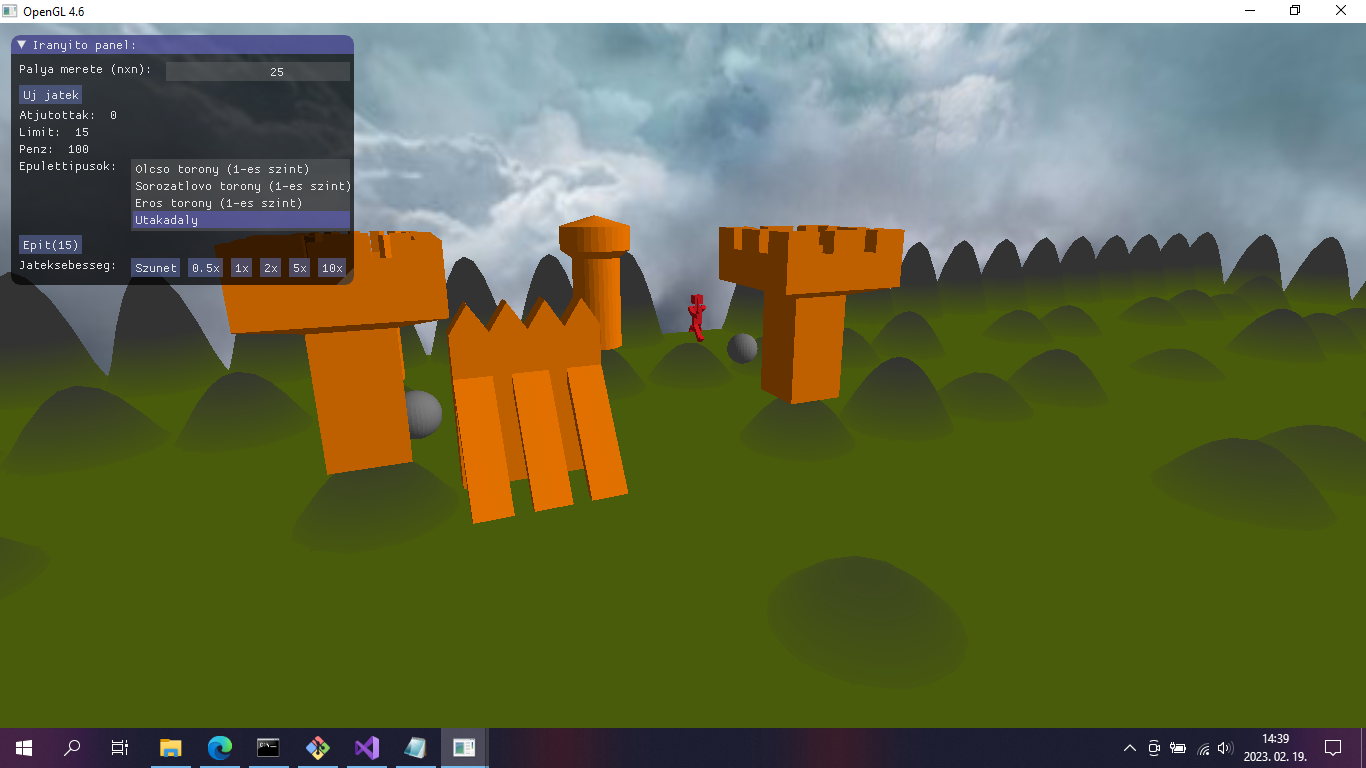 OpenGL 4.6
Iranyito panel:
Palya merete (nxn): 25
Uj jatek
Atjutottak: 0
Limit: 15
Penz: 100
Epulettipusok:
Olcso torony (1-es szint)
Sorozatlovo torony (1-es szint)
Eros torony (1-es szint)
Utakadaly
Epit(15)
Jateksebesseg: Szunet 0.5x 1x 2x 5x 10x
14:39
2023. 02. 19.